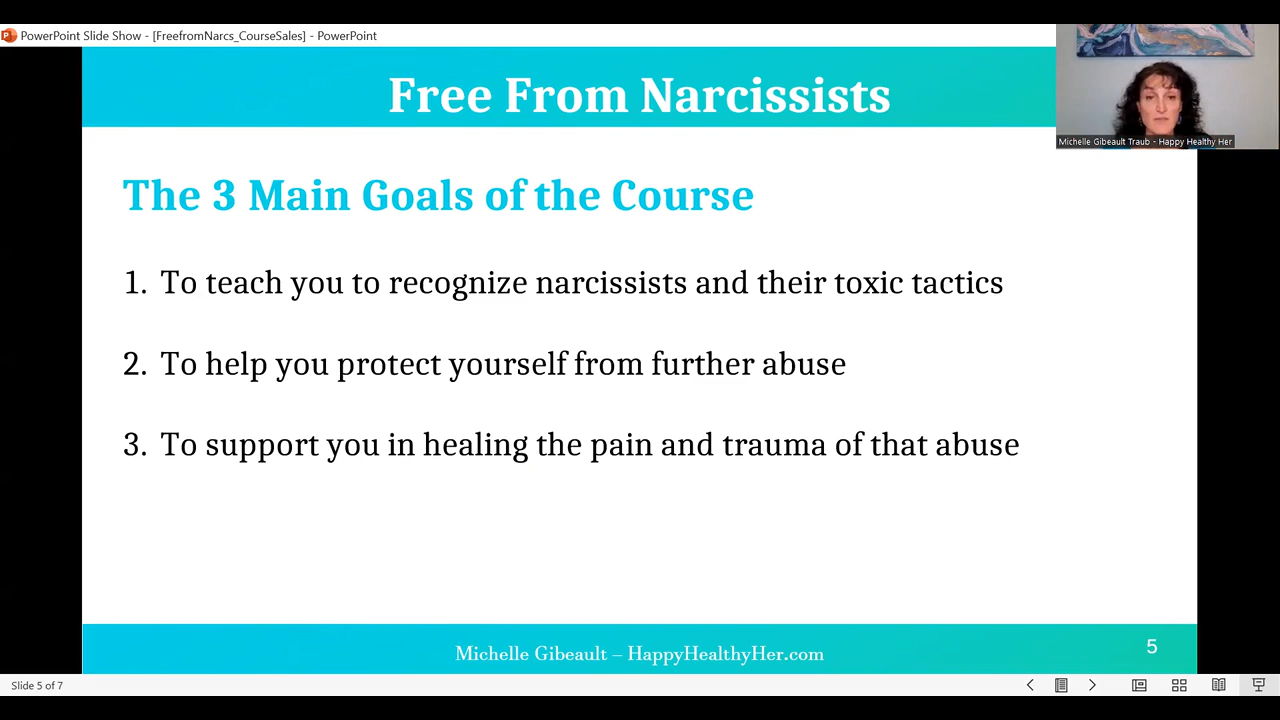 PowerPoint Slide Show - [FreefromNarcs_CourseSales] - PowerPoint
Free From Narcissists
Michelle Gibeault Traub - Happy Healthy Her
The 3 Main Goals of the Course
1. To teach you to recognize narcissists and their toxic tactics
2. To help you protect yourself from further abuse
3. To support you in healing the pain and trauma of that abuse
Michelle Gibeault – HappyHealthyHer.com
5
Slide 5 of 7